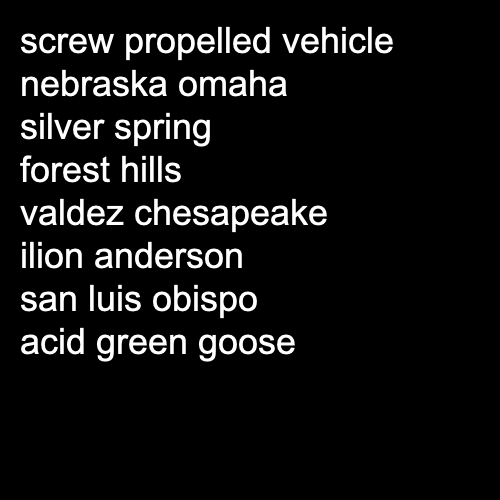 screw propelled vehicle
nebraska omaha
silver spring
forest hills
valdez chesapeake
ilion anderson
san luis obispo
acid green goose